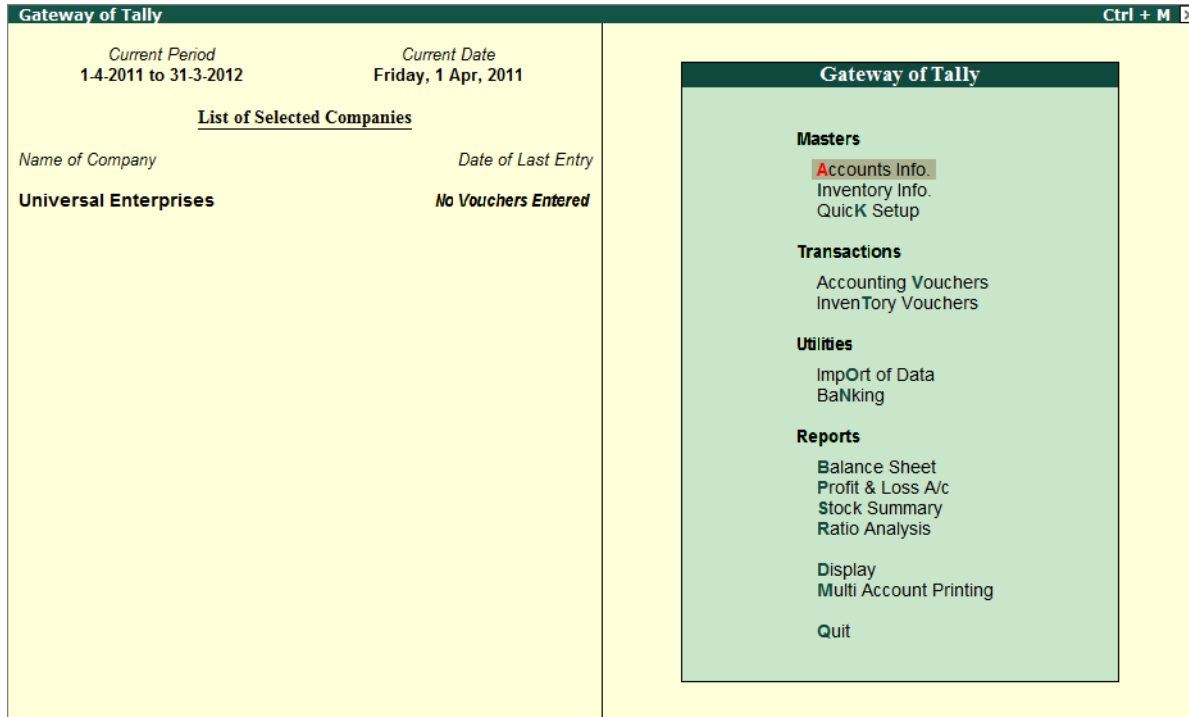 Gateway of Tally
Ctrl + M
Current Period
Current Date
1-4-2011 to 31-3-2012
Friday, 1 Apr, 2011
List of Selected Companies
Name of Company
Date of Last Entry
Universal Enterprises
No Vouchers Entered
Gateway of Tally
Masters
Accounts Info.
Inventory Info.
QuicK Setup
Transactions
Accounting Vouchers
InvenTory Vouchers
Utilities
ImpOrt of Data
BaNking
Reports
Balance Sheet
Profit & Loss A/c
Stock Summary
Ratio Analysis
Display
Multi Account Printing
Quit